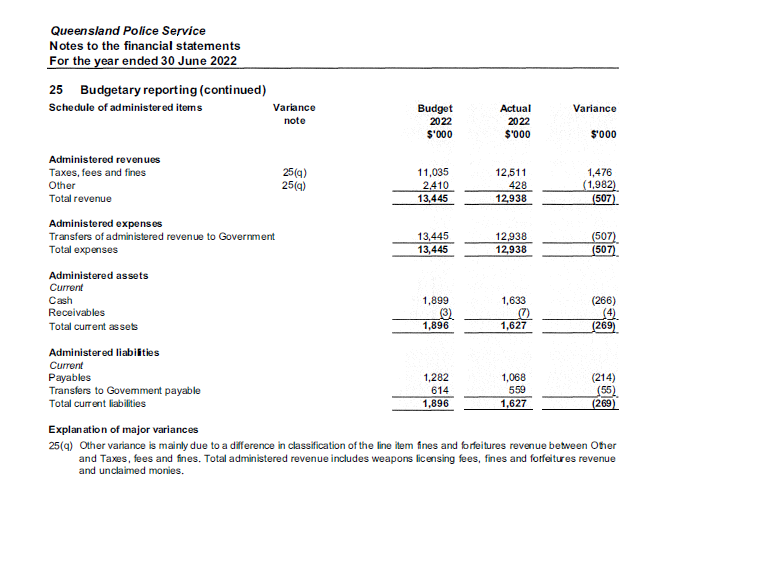 Queensland Police Service
Notes to the financial statements
For the year ended 30 June 2022
25 Budgetary reporting (continued)
Schedule of administered items Variance note Budget 2022 $'000 Actual 2022 $'000 Variance $'000
Administered revenues
Taxes, fees and fines 25(q) 11,035 12,511 1,476
Other 25(q) 2,410 428 (1,982)
Total revenue 13,445 12,938 (507)
Administered expenses
Transfers of administered revenue to Government 13,445 12,938 (507)
Total expenses 13,445 12,938 (507)
Administered assets
Current
Cash 1,899 1,633 (266)
Receivables (3) (7) (4)
Total current assets 1,896 1,627 (269)
Administered liabilities
Current
Payables 1,282 1,068 (214)
Transfers to Government payable 614 559 (55)
Total current liabilities 1,896 1,627 (269)
Explanation of major variances
25(q) Other variance is mainly due to a difference in classification of the line item fines and forfeitures revenue between Other
and Taxes, fees and fines. Total administered revenue includes weapons licensing fees, fines and forfeitures revenue
and unclaimed monies.